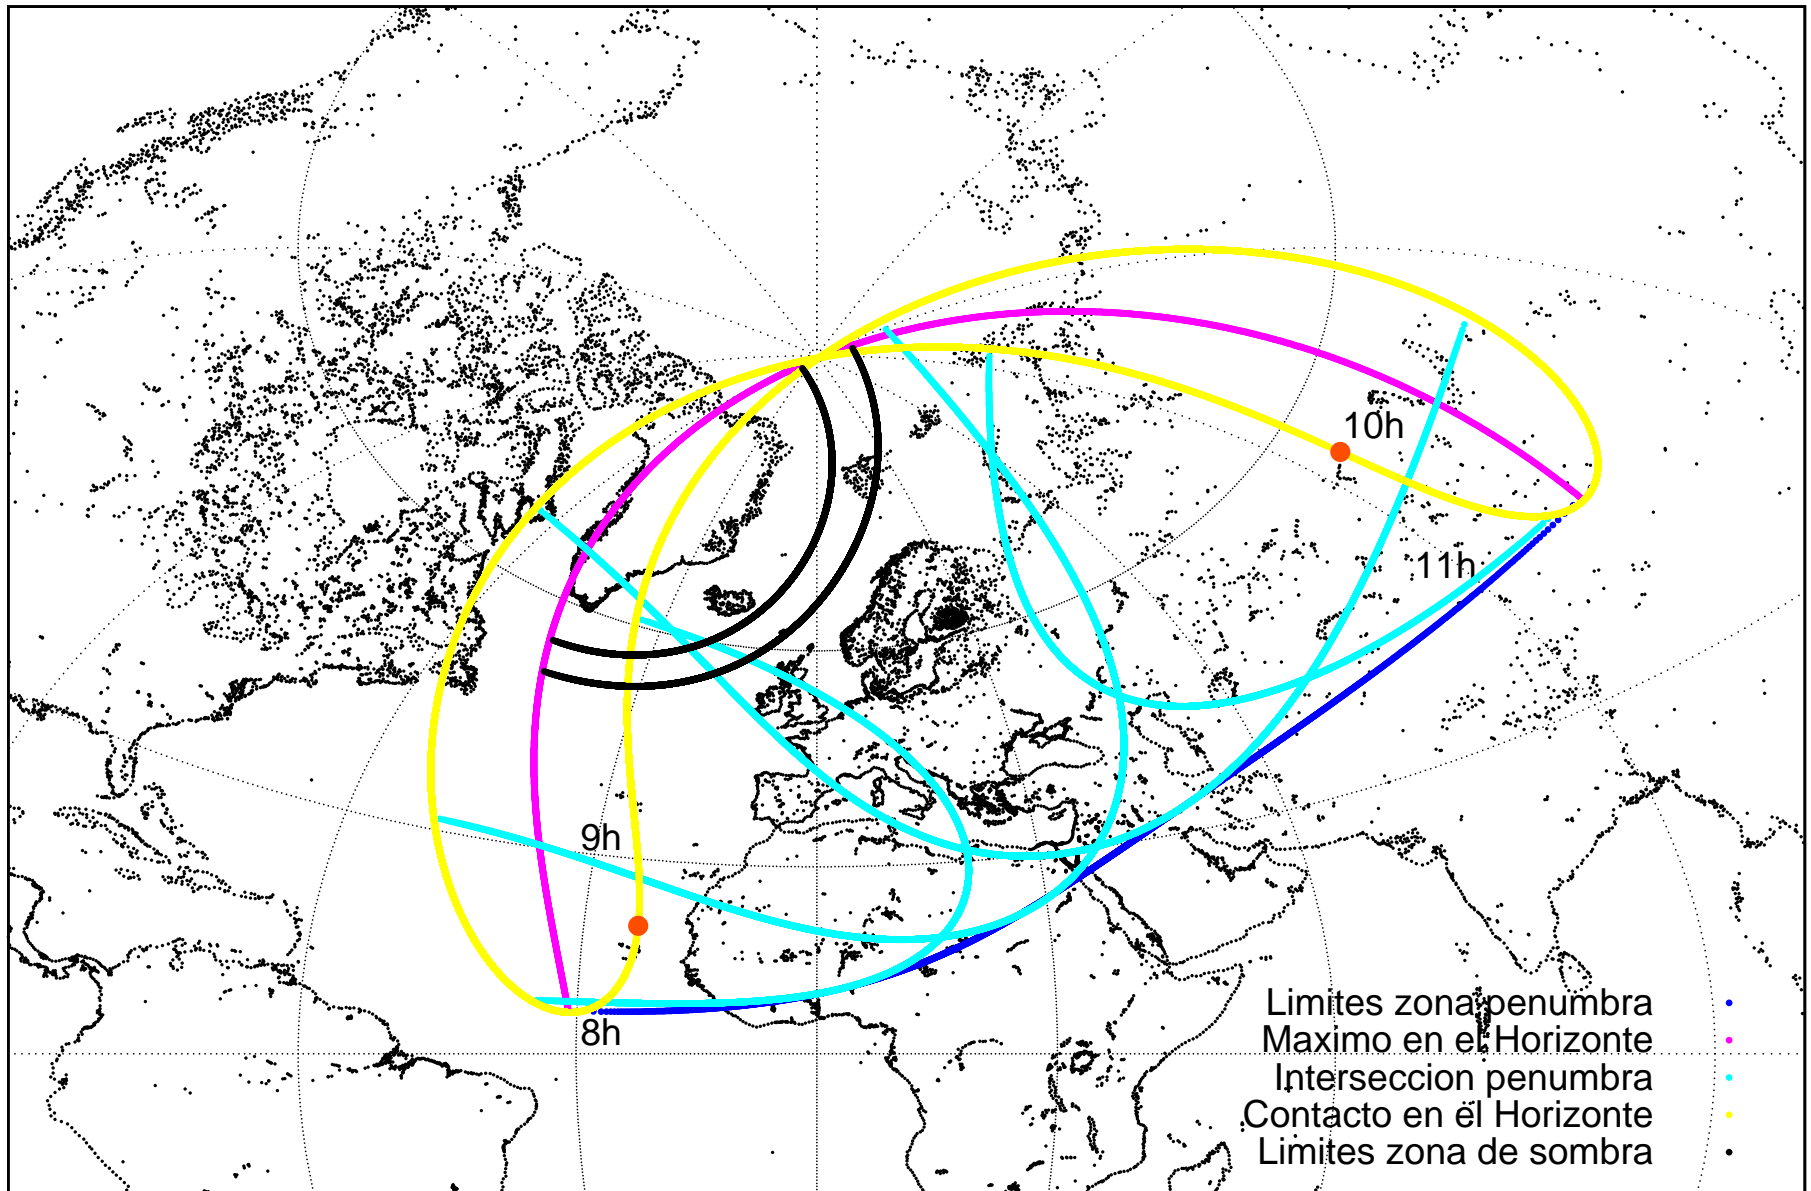 10h
11h
9h
8h
Limites zona penumbra
Maximo en el Horizonte
Interseccion penumbra
Contacto en el Horizonte
Limites zona de sombra